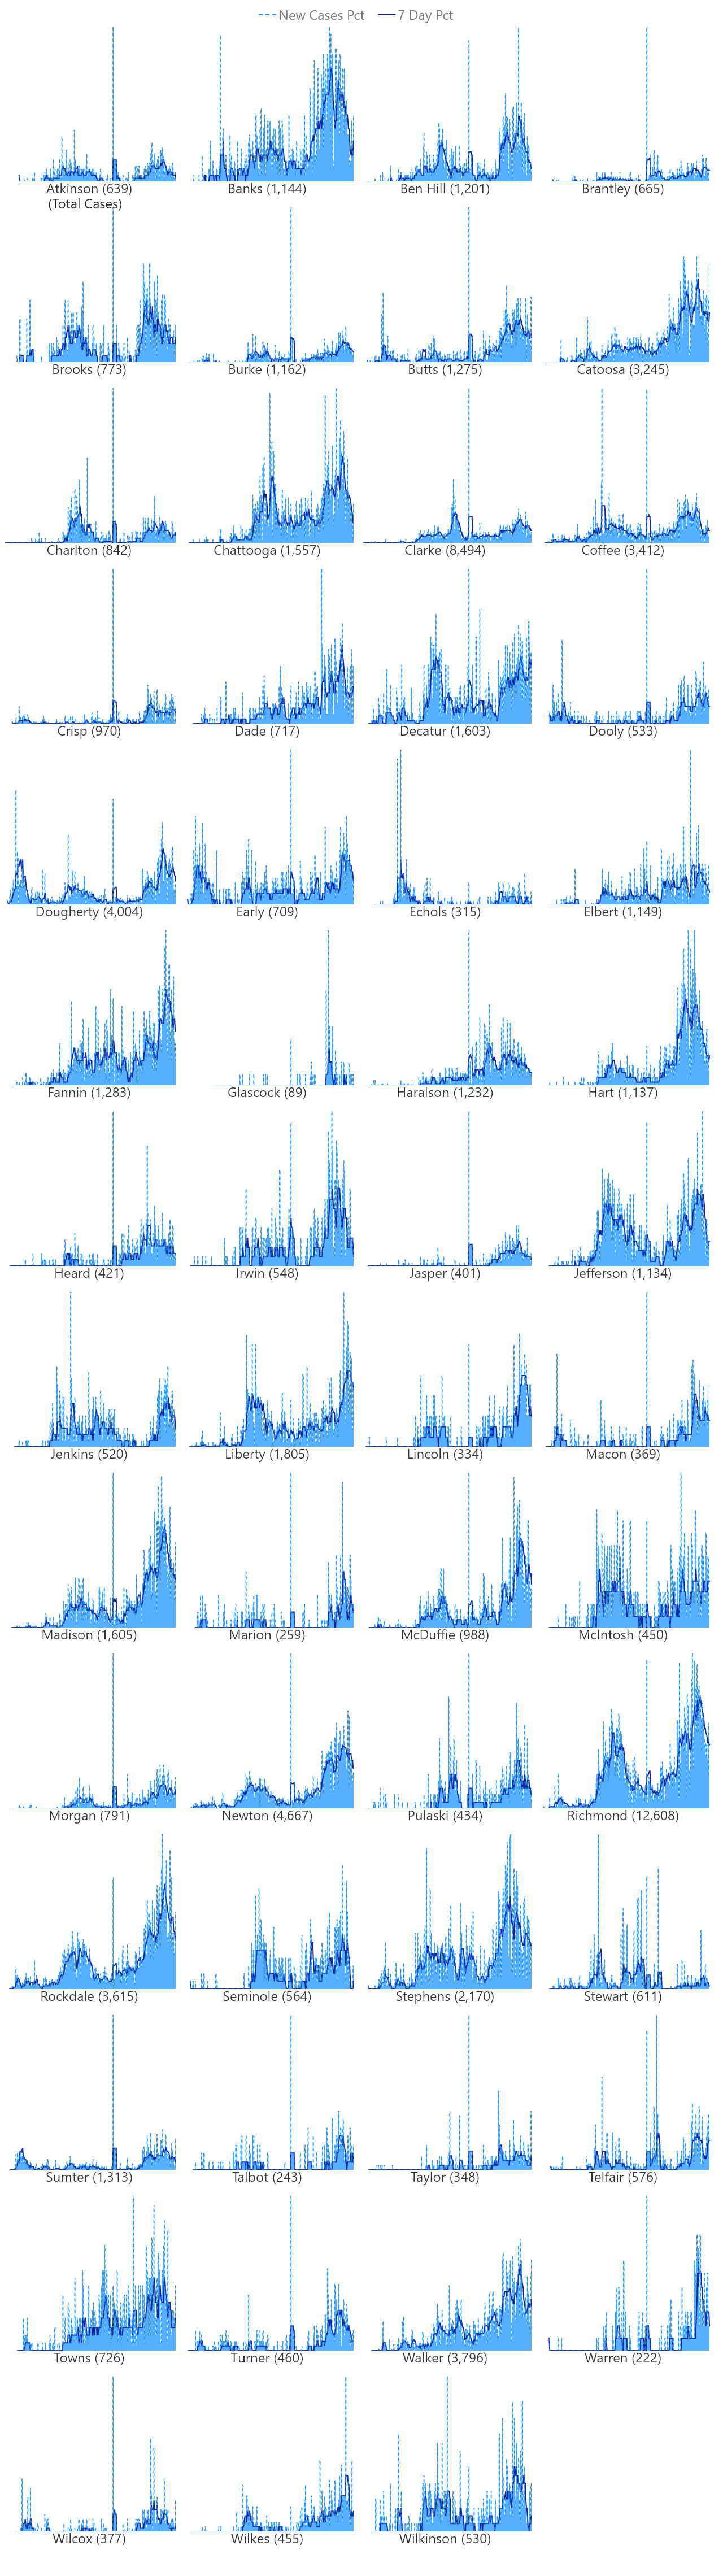 New Cases Pct 7 Day Pct
Atkinson (639) Banks (1,144) Ben Hill (1,201) Brantley (665)
(Total Cases)
Brooks (773) Burke (1,162) Butts (1,275) Catoosa (3,245)
Charlton (842) Chattooga (1,557) Clarke (8,494) Coffee (3,412)
Crisp (970) Dade (717) Decatur (1,603) Dooly (533)
Dougherty (4,004) Early (709) Echols (315) Elbert (1,149)
Fannin (1,283) Glascock (89) Haralson (1,232) Hart (1,137)
Heard (421) Irwin (548) Jasper (401) Jefferson (1,134)
Jenkins (520) Liberty (1,805) Lincoln (334) Macon (369)
Madison (1,605) Marion (259) McDuffie (988) McIntosh (450)
Morgan (791) Newton (4,667) Pulaski (434) Richmond (12,608)
Rockdale (3,615) Seminole (564) Stephens (2,170) Stewart (611)
Sumter (1,313) Talbot (243) Taylor (348) Telfair (576)
Towns (726) Turner (460) Walker (3,796) Warren (222)
Wilcox (377) Wilkes (455) Wilkinson (530)